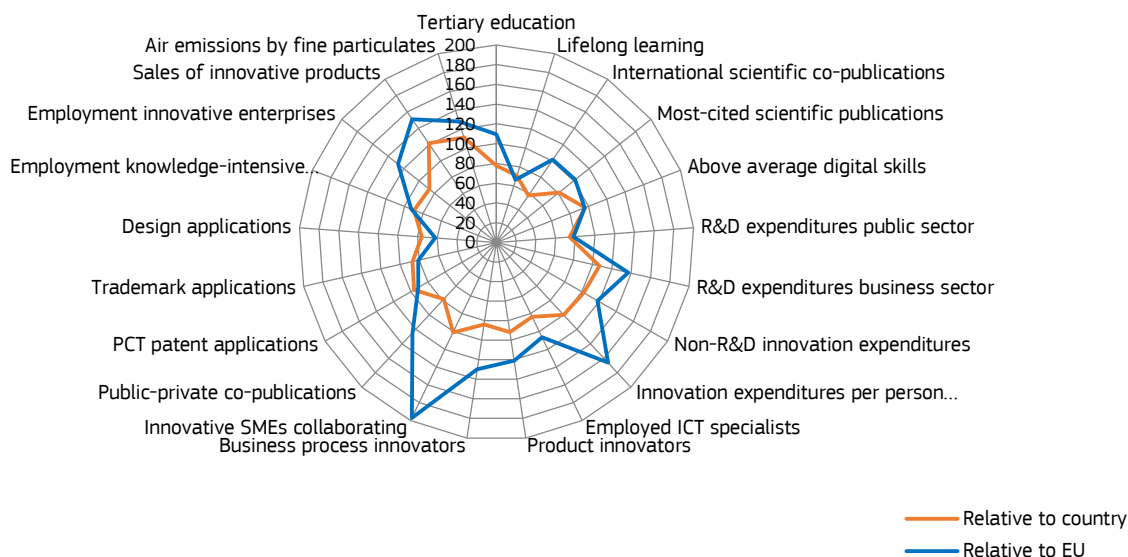 Tertiary education
Lifelong learning
International scientific co-publications
Most-cited scientific publications
Above average digital skills
R&D expenditures public sector
R&D expenditures business sector
Non-R&D innovation expenditures
Innovation expenditures per person...
Employed ICT specialists
Product innovators
Business process innovators
Innovative SMEs collaborating
Public-private co-publications
PCT patent applications
Trademark applications
Design applications
Employment knowledge-intensive...
Employment innovative enterprises
Sales of innovative products
Air emissions by fine particulates
200
180
160
140
120
100
80
60
40
20
0
Relative to country
Relative to EU